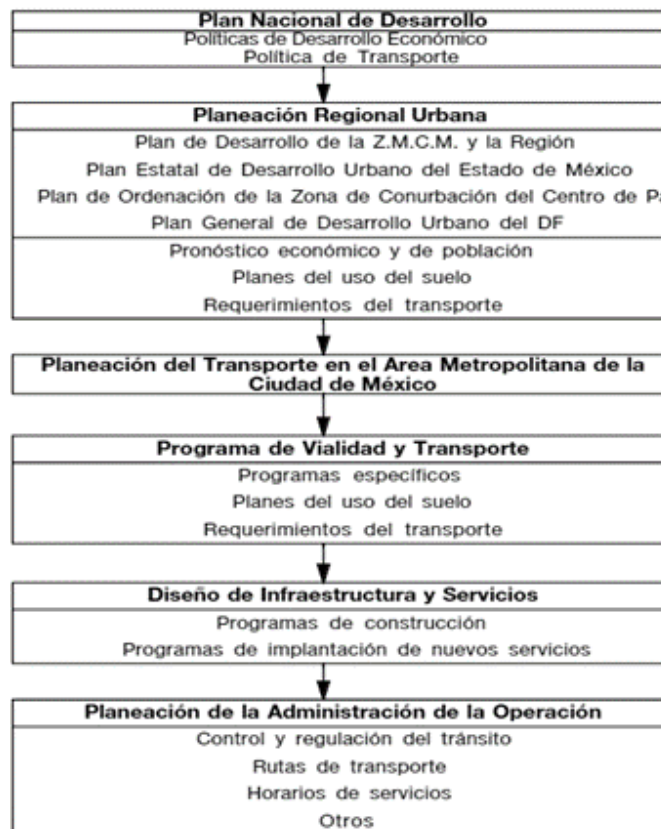 Plan Nacional de Desarrollo
Políticas de Desarrollo Económico
Política de Transporte
Planeación Regional Urbana
Plan de Desarrollo de la Z.M.C.M. y la Región
Plan Estatal de Desarrollo Urbano del Estado de México
Plan de Ordenación de la Zona de Conurbación del Centro de
Plan General de Desarrollo Urbano del DF
Pronóstico económico y de población
Planes del uso del suelo
Requerimientos del transporte
Planeación del Transporte en el Area Metropolitana de la
Ciudad de México
Programa de Vialidad y Transporte
Programas específicos
Planes del uso del suelo
Requerimientos del transporte
Diseño de Infraestructura y Servicios
Programas de construcción
Programas de implantación de nuevos servicios
Planeación de la Administración de la Operación
Control y regulación del tránsito
Rutas de transporte
Horarios de servicios
Otros